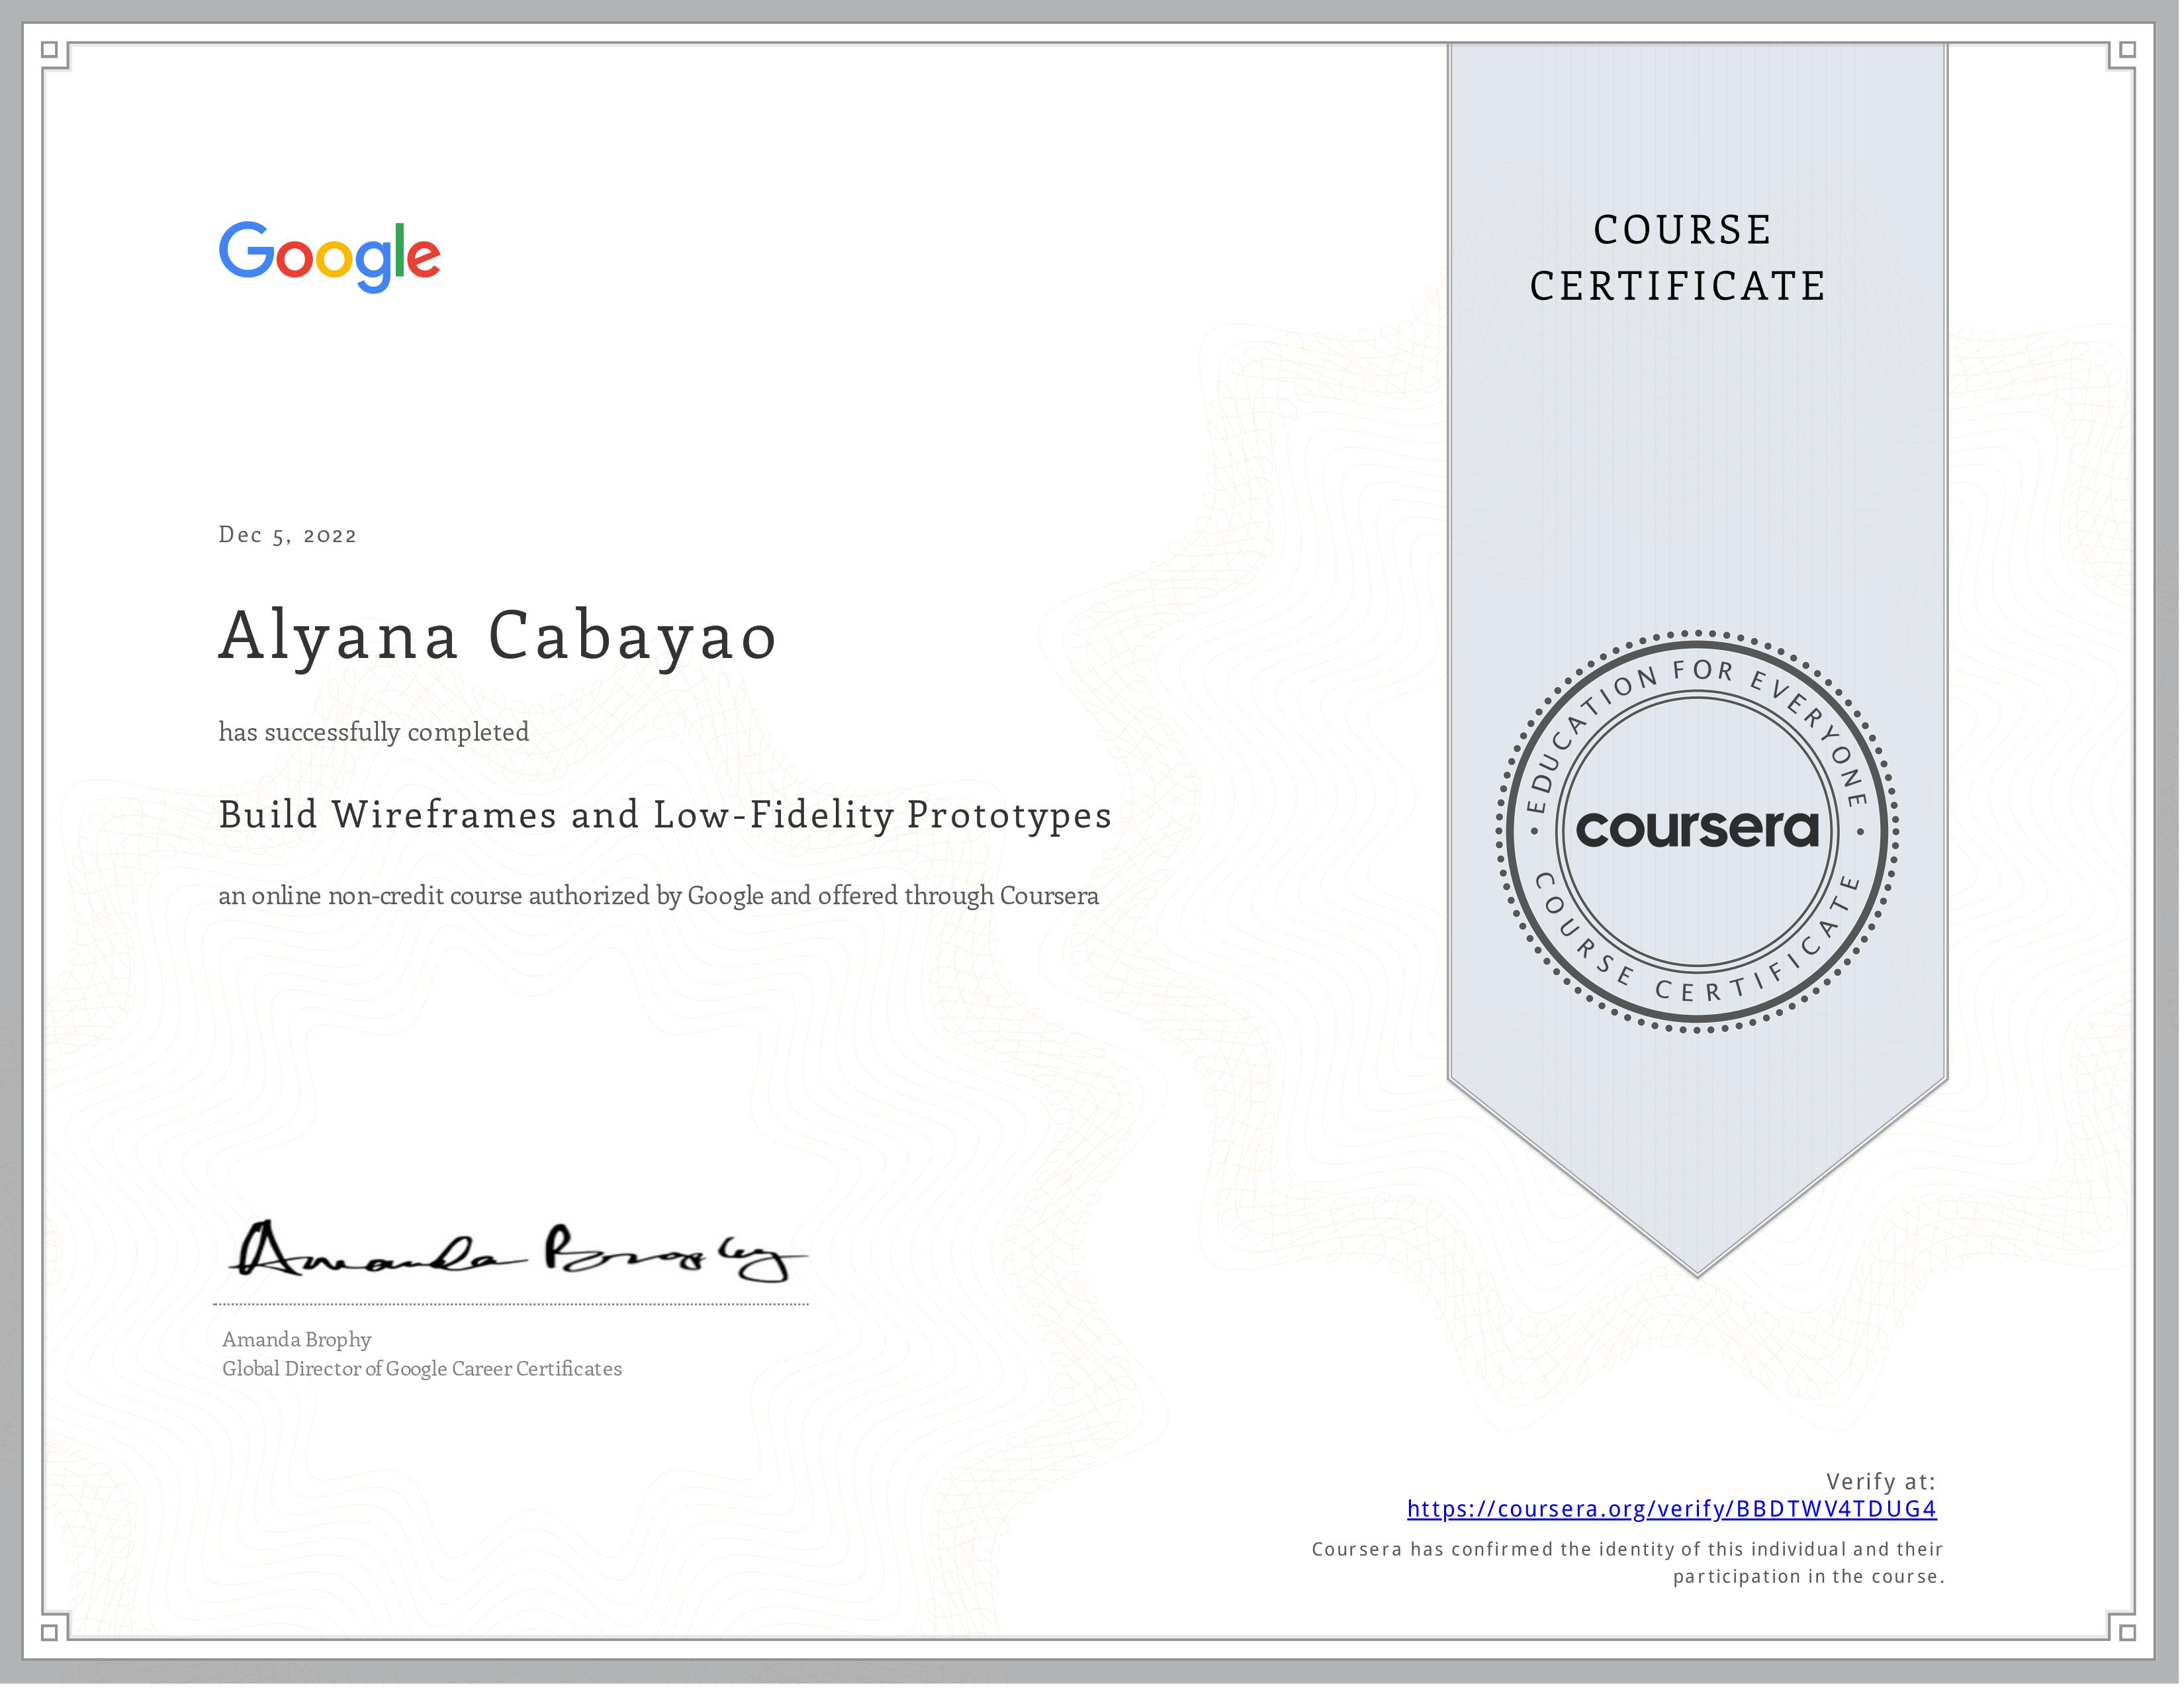 Google
COURSE
CERTIFICATE
Dec 5, 2022
Alyana Cabayao
has successfully completed
Build Wireframes and Low-Fidelity Prototypes
an online non-credit course authorized by Google and offered through Coursera
EDUCATION FOR EVERYONE
coursera
COURSE CERTIFICATE
Amanda Brophy
Amanda Brophy
Global Director of Google Career Certificates
Verify at:
https://coursera.org/verify/BBDTWV4TDUG4
Coursera has confirmed the identity of this individual and their
participation in the course.